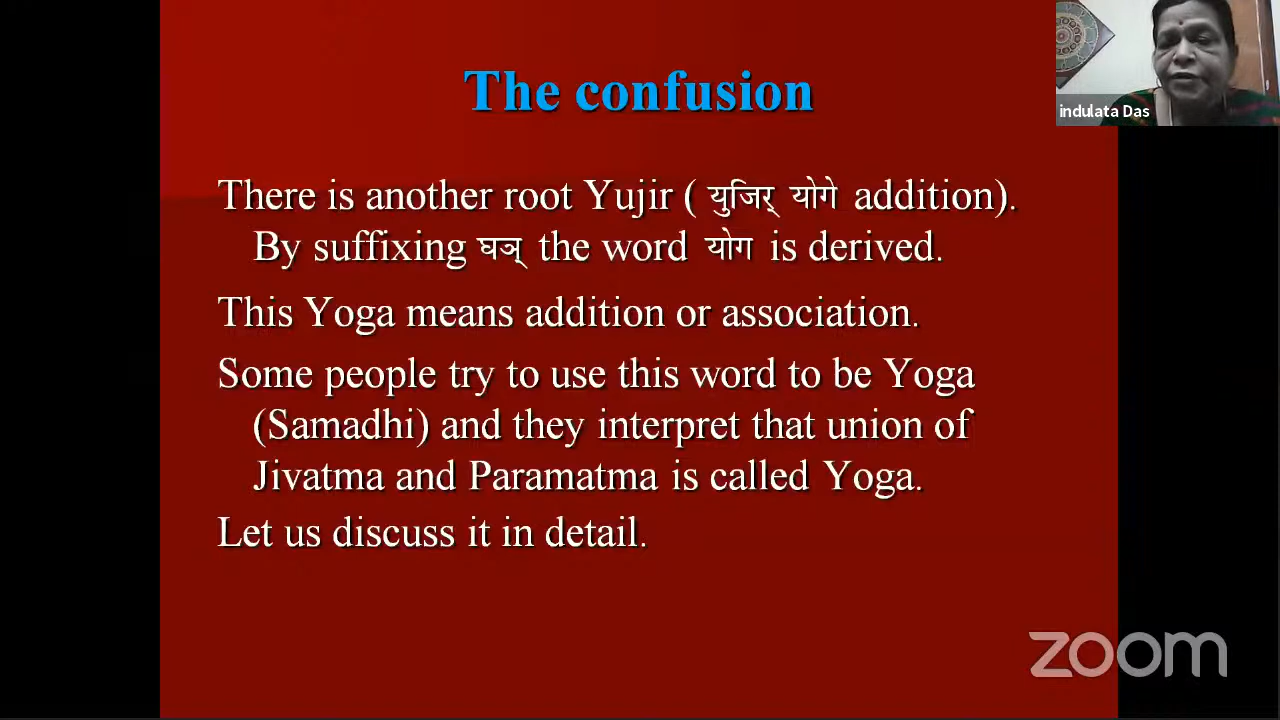 The confusion
indulata Das
There is another root Yujir ( युजिर् योगे addition).
By suffixing घञ् the word योग is derived.
This Yoga means addition or association.
Some people try to use this word to be Yoga
(Samadhi) and they interpret that union of
Jivatma and Paramatma is called Yoga.
Let us discuss it in detail.
zoom